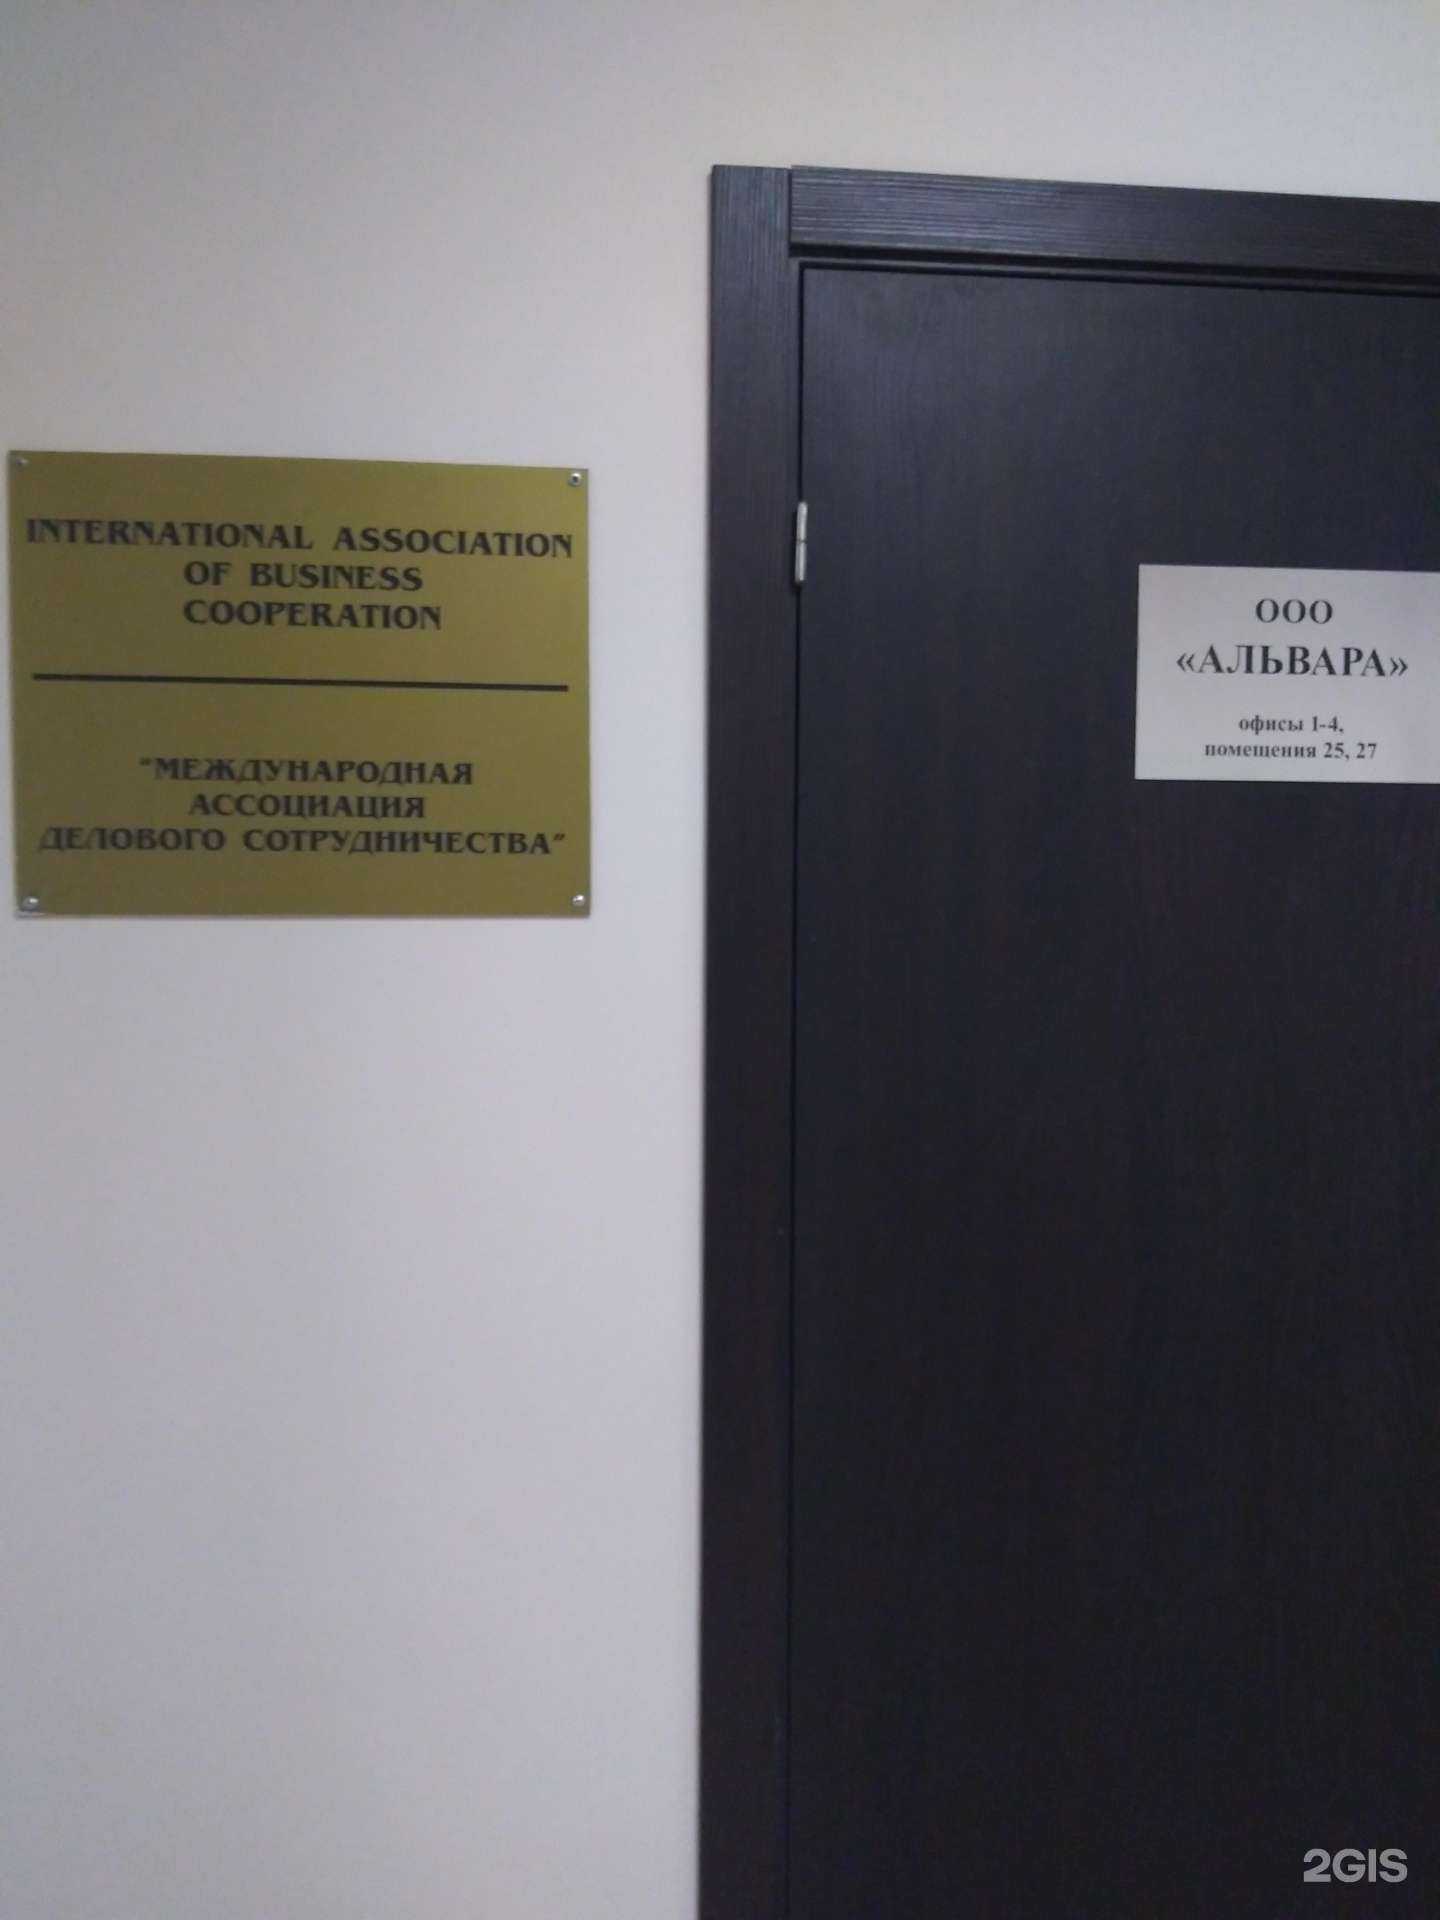 INTERNATIONAL ASSOCIATION
OF BUSINESS
COOPERATION
"МЕЖДУНАРОДНАЯ
АССОЦИАЦИЯ
ДЕЛОВОГО СОТРУДНИЧЕСТВА"
ООО
«АЛЬВАРА»
офисы 1-4,
помещения 25, 27
2GIS